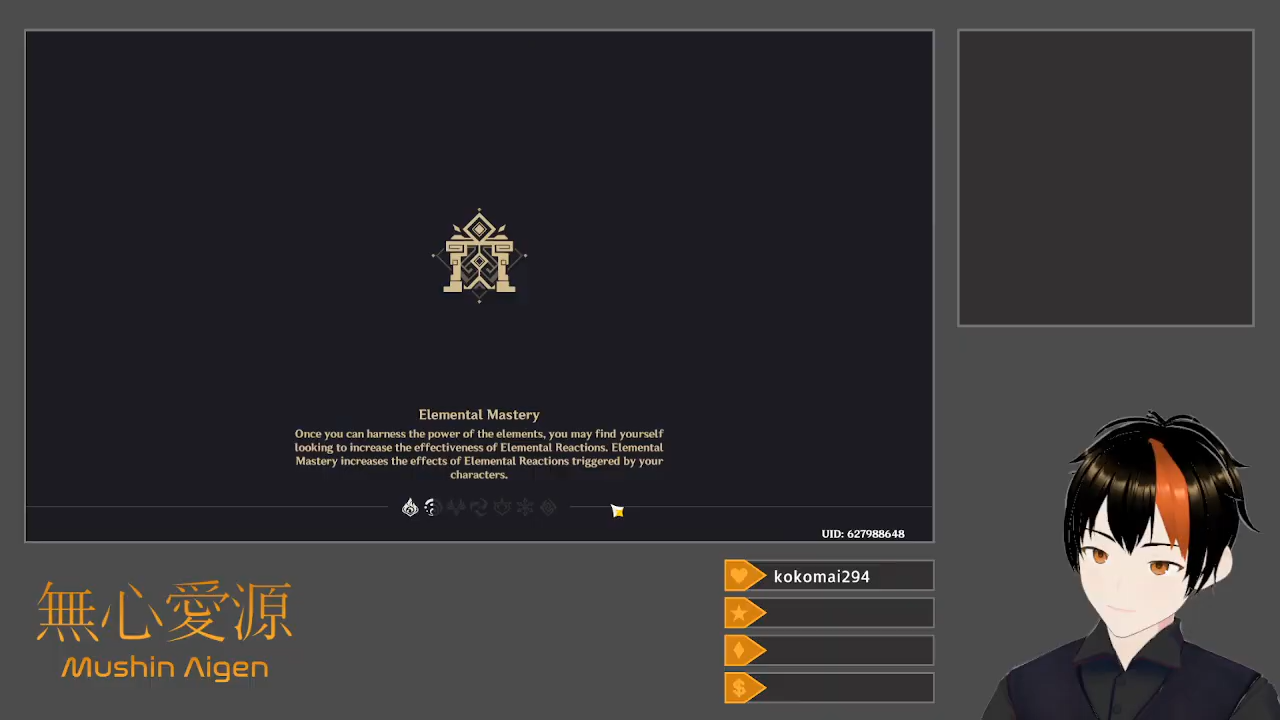 Elemental Mastery
Once you can harness the power of the elements, you may find yourself
looking to increase the effectiveness of Elemental Reactions. Elemental
Mastery increases the effects of Elemental Reactions triggered by your
characters.
UID: 627988648
kokomai294
$
無心愛源
Mushin Aigen